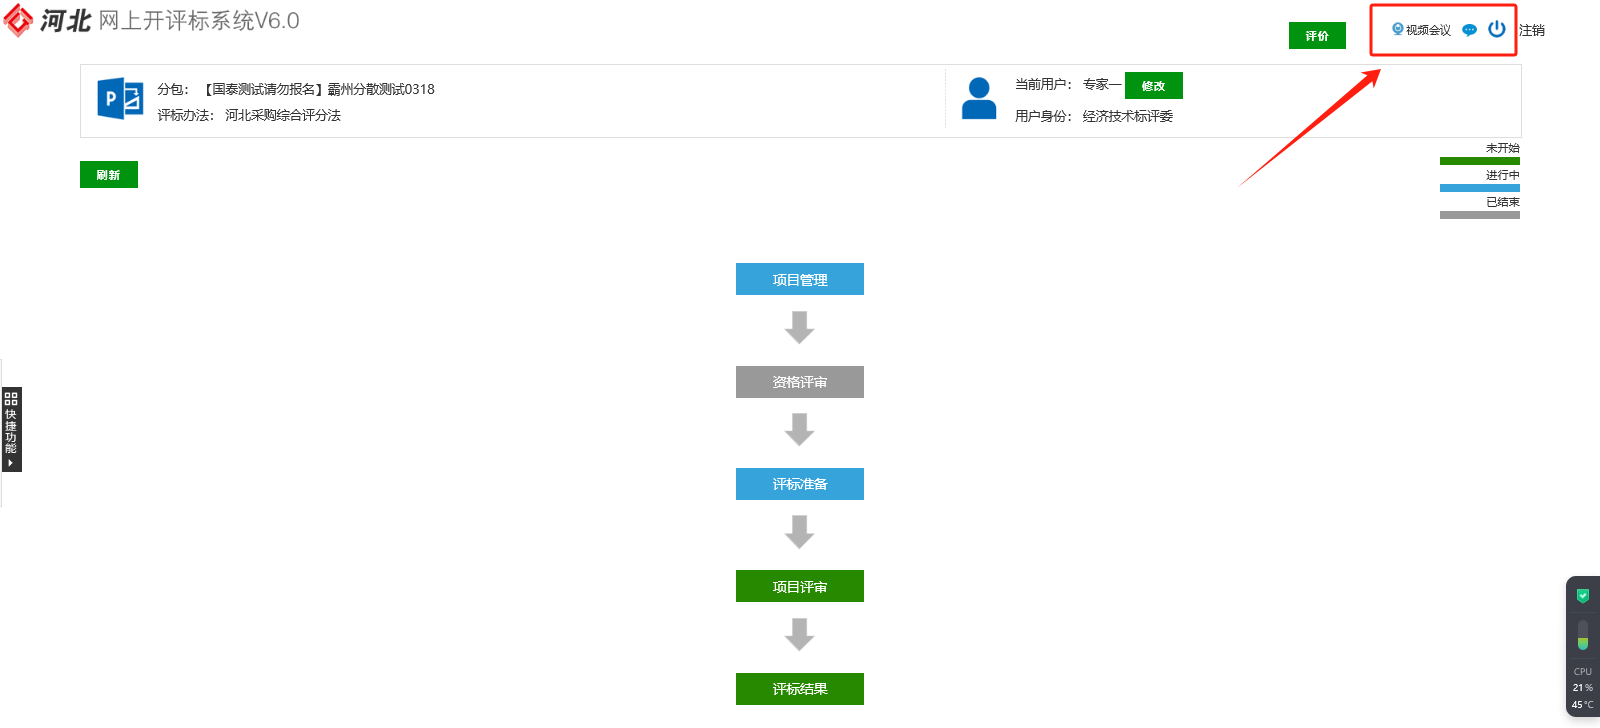 河北 网上开评标系统V6.0
评价
视频会议
注销
分包： 【国泰测试请勿报名】霸州分散测试0318
评标办法： 河北采购综合评分法
当前用户： 专家一 修改
用户身份： 经济技术标评委
未开始
进行中
已结束
刷新
项目管理
资格评审
评标准备
项目评审
评标结果
快捷功能
CPU
21%
45°C